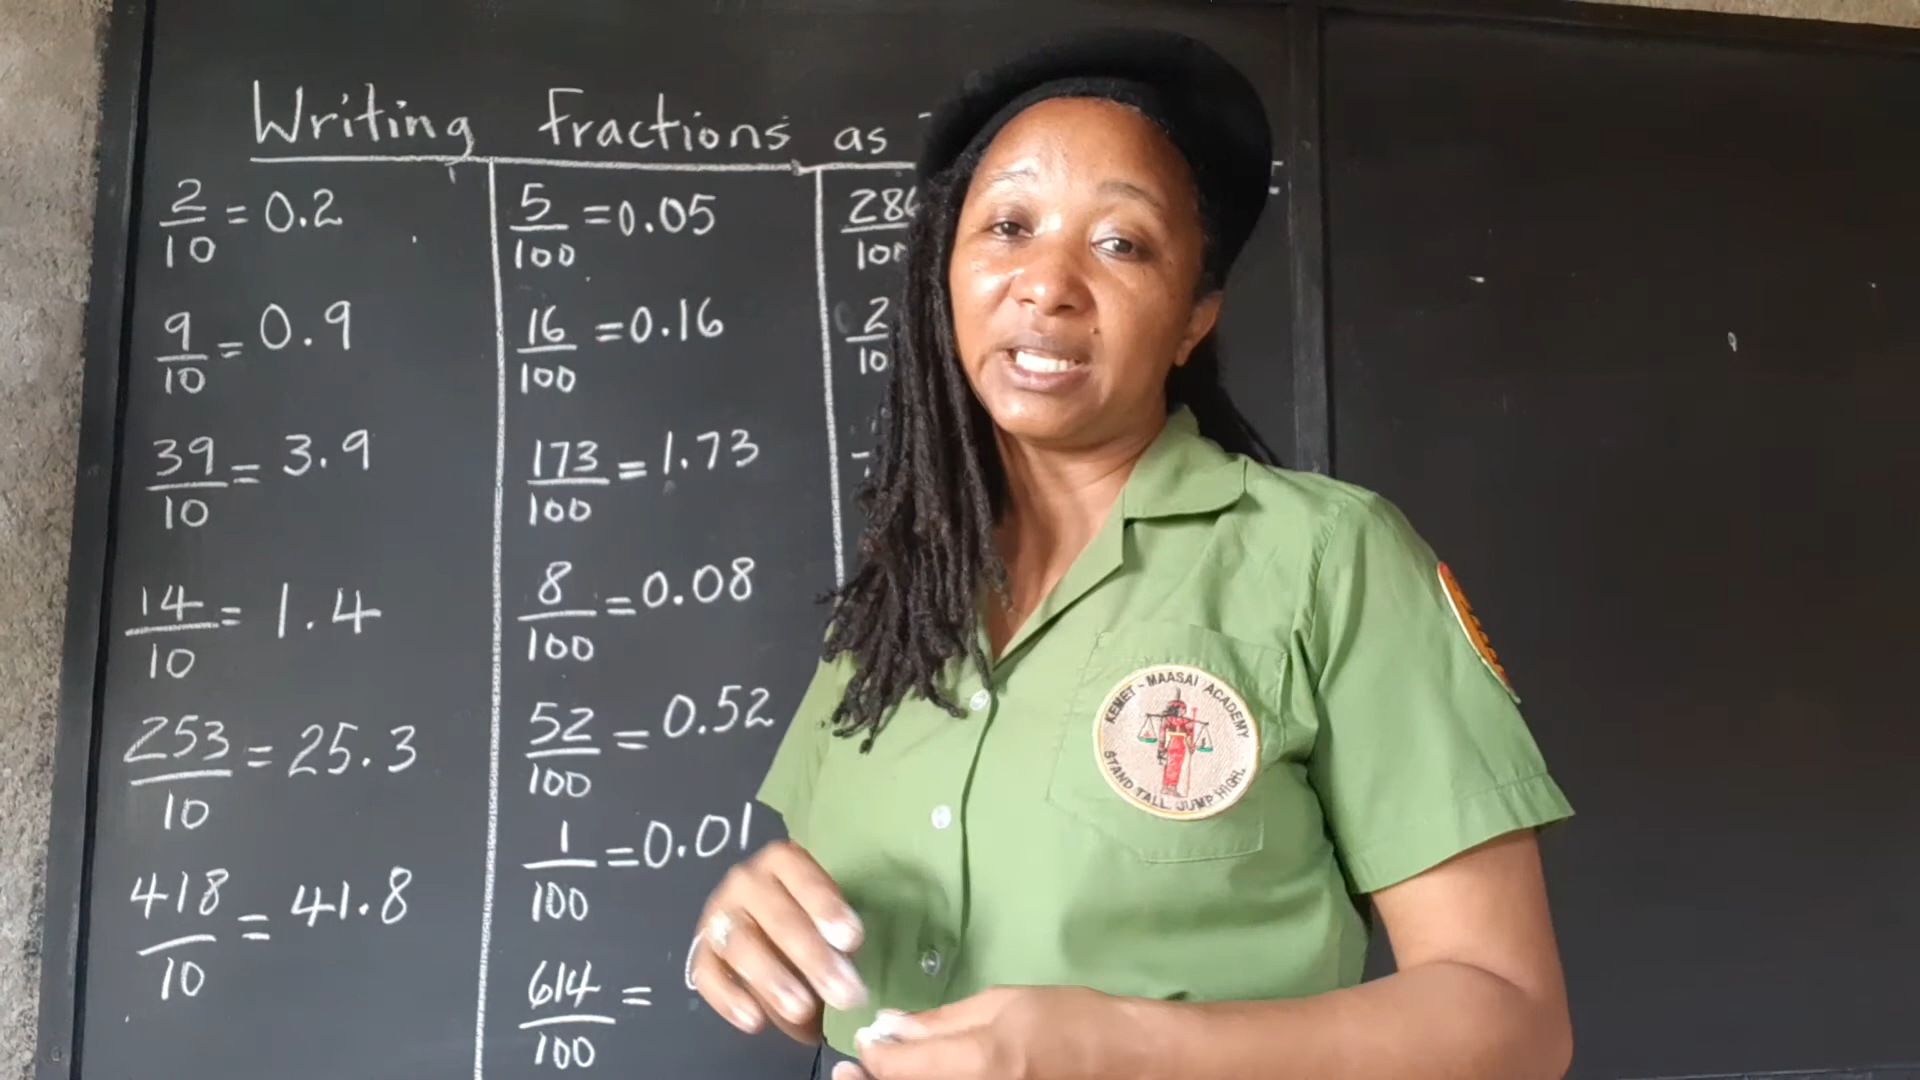 Writing Fractions as
2/10 = 0.2
9/10 = 0.9
39/10 = 3.9
14/10 = 1.4
253/10 = 25.3
418/10 = 41.8
5/100 = 0.05
16/100 = 0.16
173/100 = 1.73
8/100 = 0.08
52/100 = 0.52
1/100 = 0.01
614/100 =
KEMET - MAASAI ACADEMY
STAND TALL JUMP HIGH